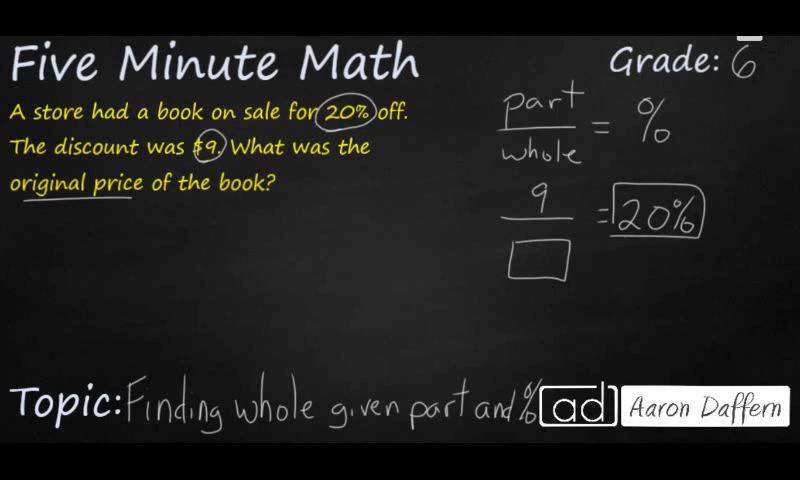 Five Minute Math
Grade: 6
A store had a book on sale for 20% off.
The discount was $9. What was the
original price of the book?
part
whole
= %
9
= 20%
Topic: Finding whole given part and %
ad
Aaron Daffern